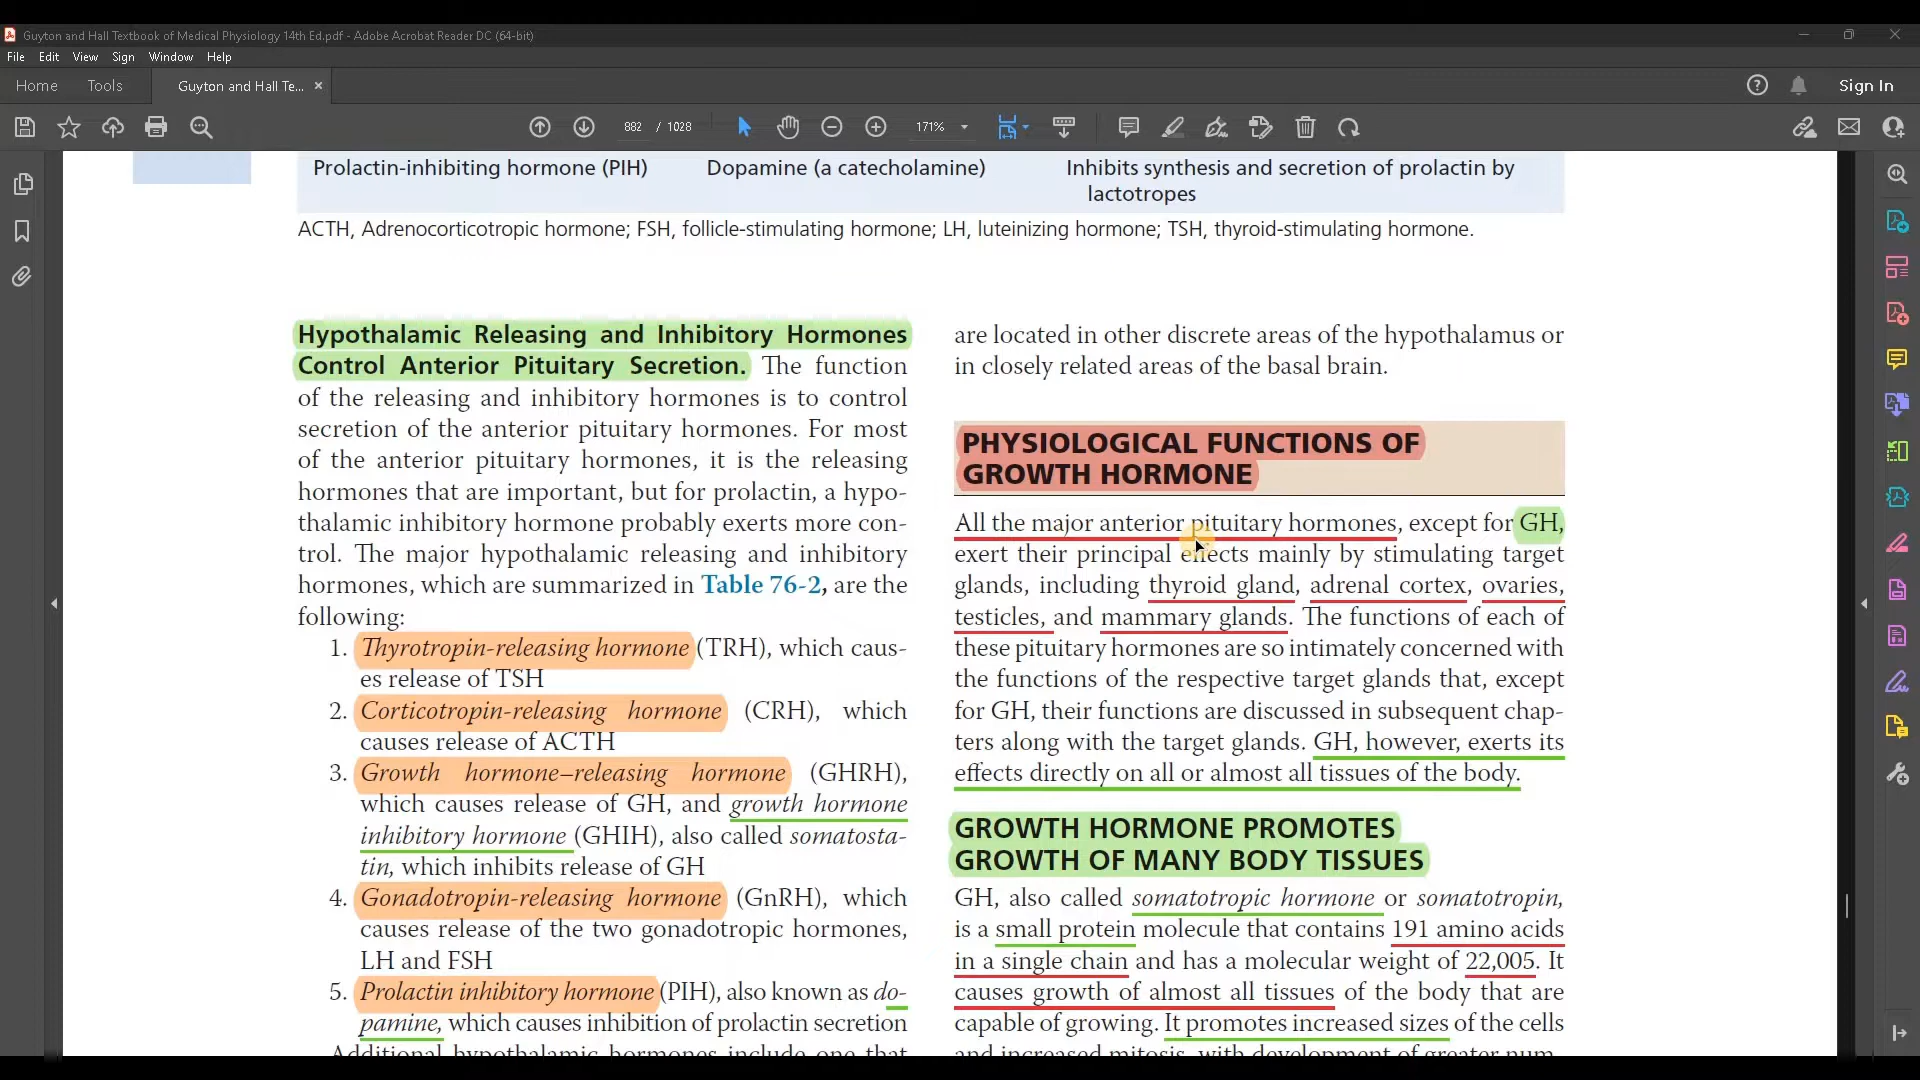 Guyton and Hall Textbook of Medical Physiology 14th Ed.pdf - Adobe Acrobat Reader DC (64-bit)
File Edit View Sign Window Help
Home Tools Guyton and Hall Te... × Sign In
882 / 1028 171%
Prolactin-inhibiting hormone (PIH) Dopamine (a catecholamine) Inhibits synthesis and secretion of prolactin by
lactotropes
ACTH, Adrenocorticotropic hormone; FSH, follicle-stimulating hormone; LH, luteinizing hormone; TSH, thyroid-stimulating hormone.
Hypothalamic Releasing and Inhibitory Hormones
Control Anterior Pituitary Secretion. The function
of the releasing and inhibitory hormones is to control
secretion of the anterior pituitary hormones. For most
of the anterior pituitary hormones, it is the releasing
hormones that are important, but for prolactin, a hypo-
thalamic inhibitory hormone probably exerts more con-
trol. The major hypothalamic releasing and inhibitory
hormones, which are summarized in Table 76-2, are the
following:
1. Thyrotropin-releasing hormone (TRH), which caus-
es release of TSH
2. Corticotropin-releasing hormone (CRH), which
causes release of ACTH
3. Growth hormone–releasing hormone (GHRH),
which causes release of GH, and growth hormone
inhibitory hormone (GHIH), also called somatosta-
tin, which inhibits release of GH
4. Gonadotropin-releasing hormone (GnRH), which
causes release of the two gonadotropic hormones,
LH and FSH
5. Prolactin inhibitory hormone (PIH), also known as do-
pamine, which causes inhibition of prolactin secretion
Additional hypothalamic hormones include one that
are located in other discrete areas of the hypothalamus or
in closely related areas of the basal brain.
PHYSIOLOGICAL FUNCTIONS OF
GROWTH HORMONE
All the major anterior pituitary hormones, except for GH,
exert their principal effects mainly by stimulating target
glands, including thyroid gland, adrenal cortex, ovaries,
testicles, and mammary glands. The functions of each of
these pituitary hormones are so intimately concerned with
the functions of the respective target glands that, except
for GH, their functions are discussed in subsequent chap-
ters along with the target glands. GH, however, exerts its
effects directly on all or almost all tissues of the body.
GROWTH HORMONE PROMOTES
GROWTH OF MANY BODY TISSUES
GH, also called somatotropic hormone or somatotropin,
is a small protein molecule that contains 191 amino acids
in a single chain and has a molecular weight of 22,005. It
causes growth of almost all tissues of the body that are
capable of growing. It promotes increased sizes of the cells
and increased mitosis, with development of greater num-